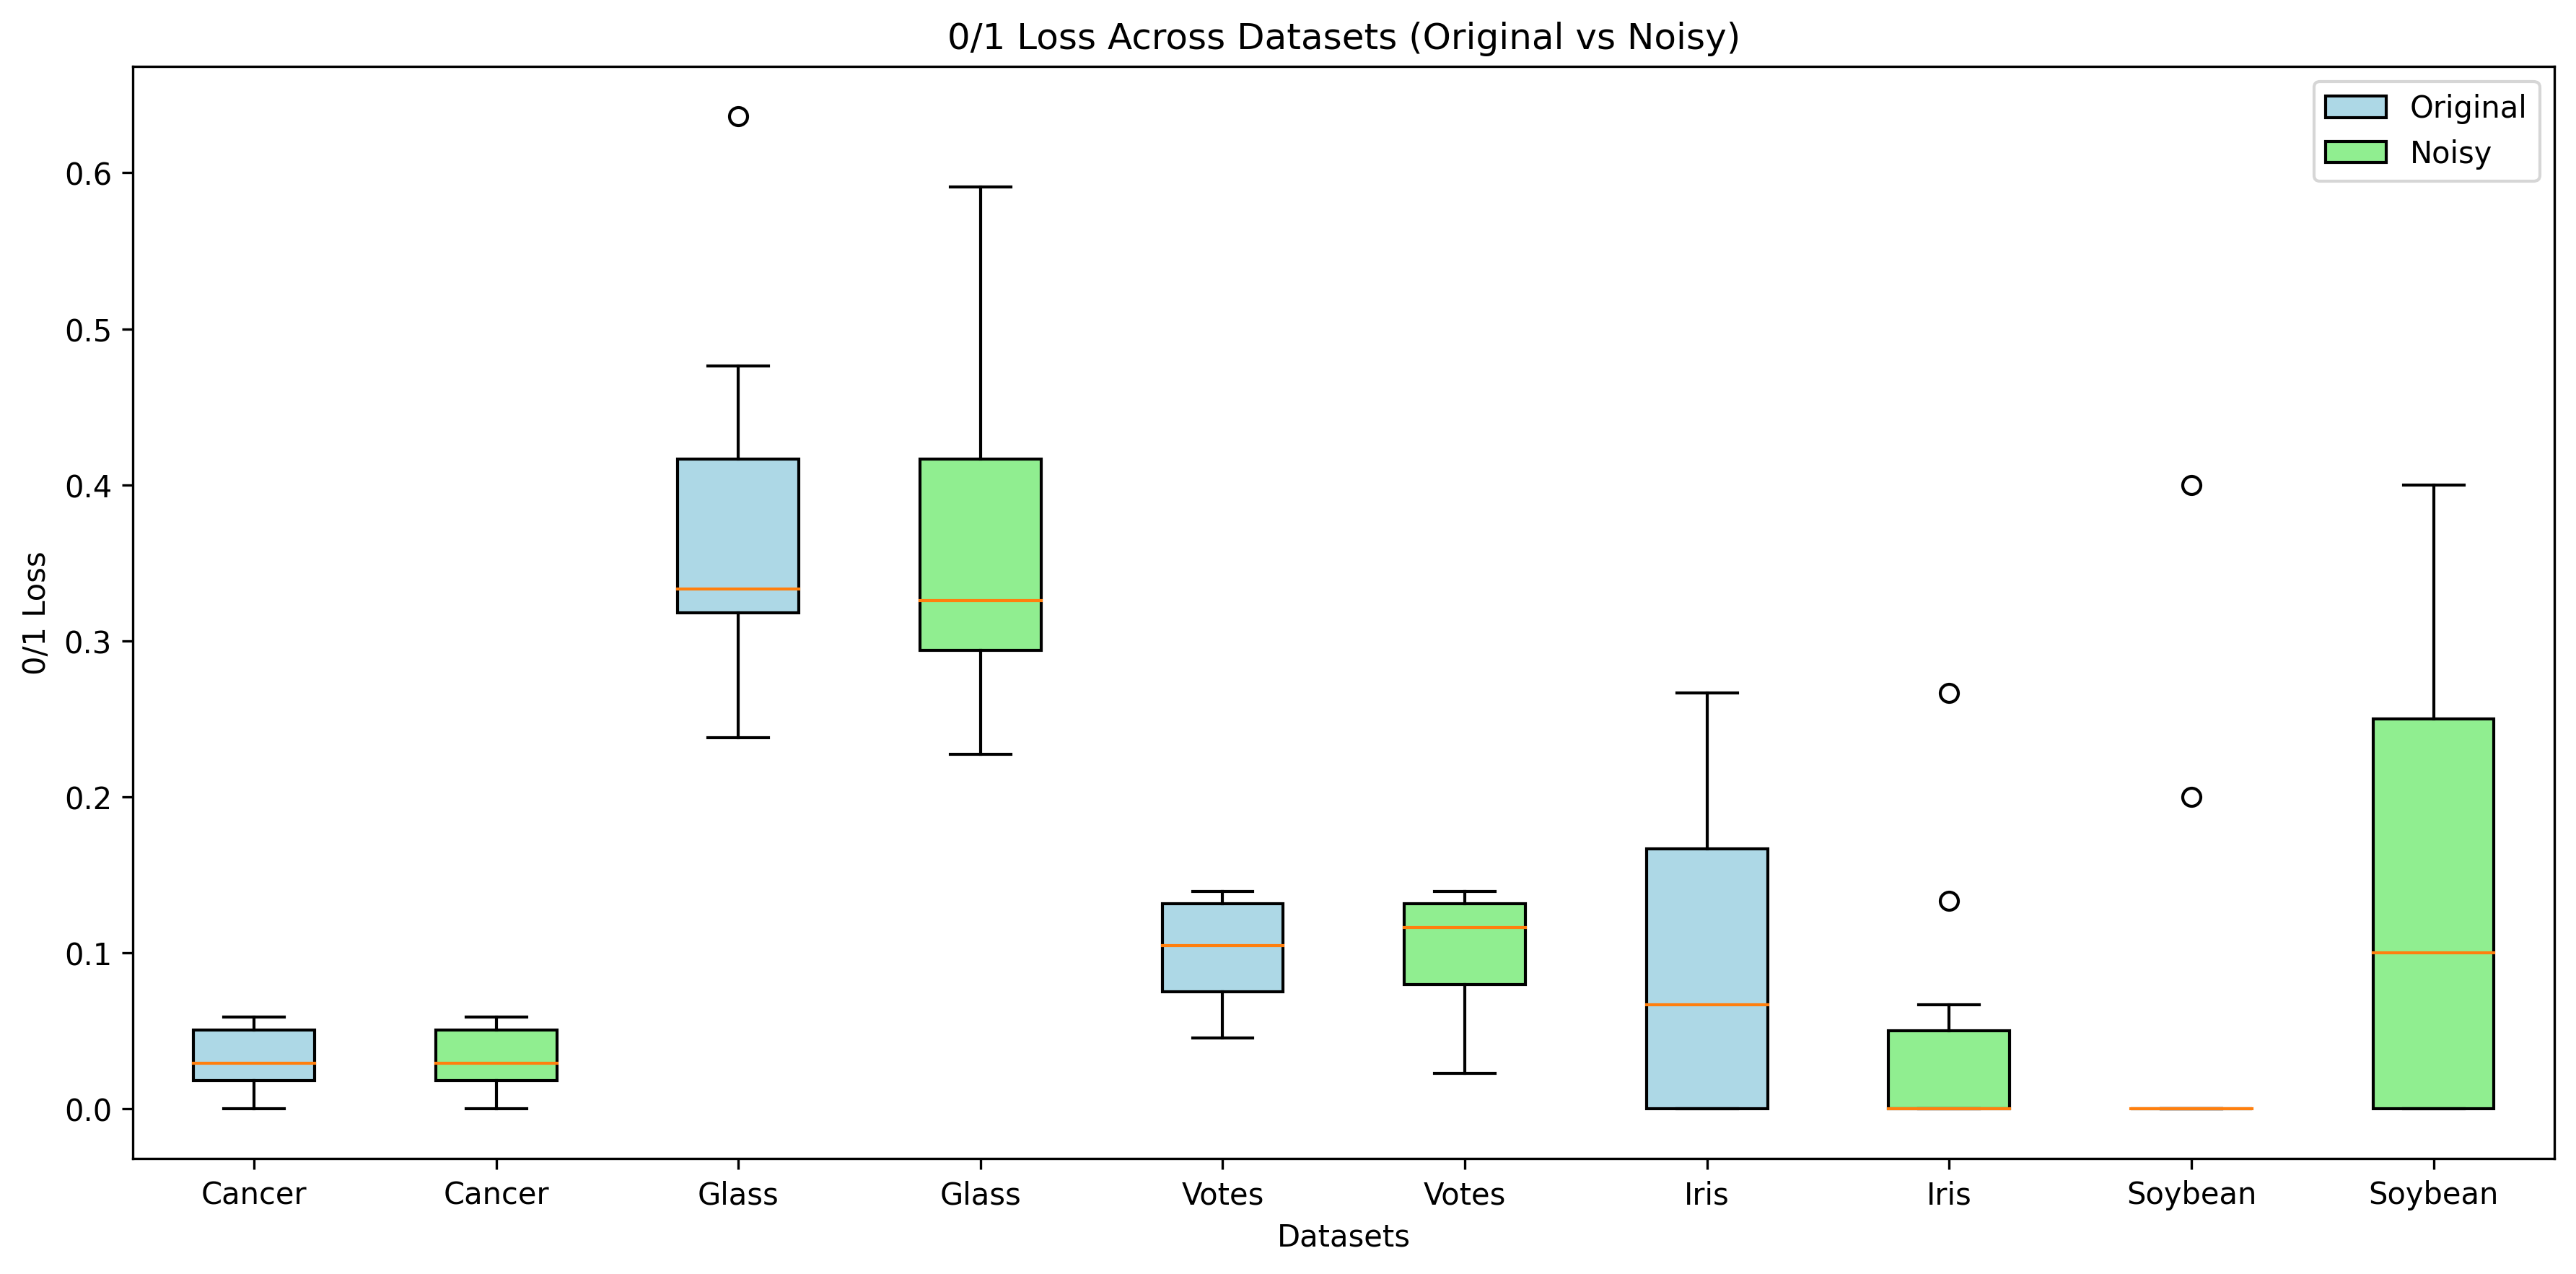 0/1 Loss Across Datasets (Original vs Noisy)
Original
Noisy
0/1 Loss
0.6
0.5
0.4
0.3
0.2
0.1
0.0
Cancer Cancer Glass Glass Votes Votes Iris Iris Soybean Soybean
Datasets